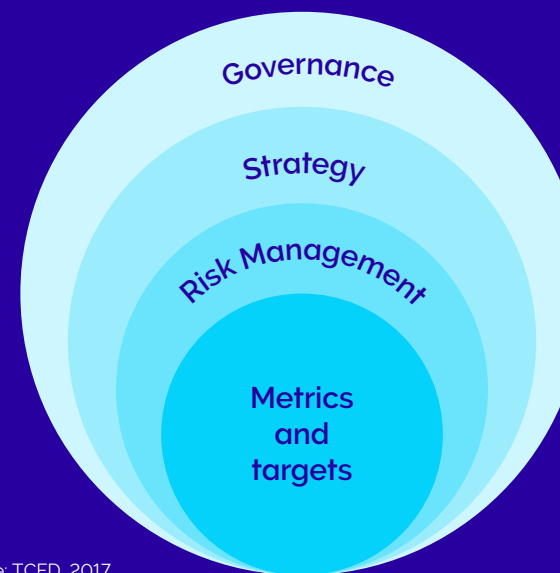 Governance
Strategy
Risk Management
Metrics
and
targets
e: TCFD, 2017